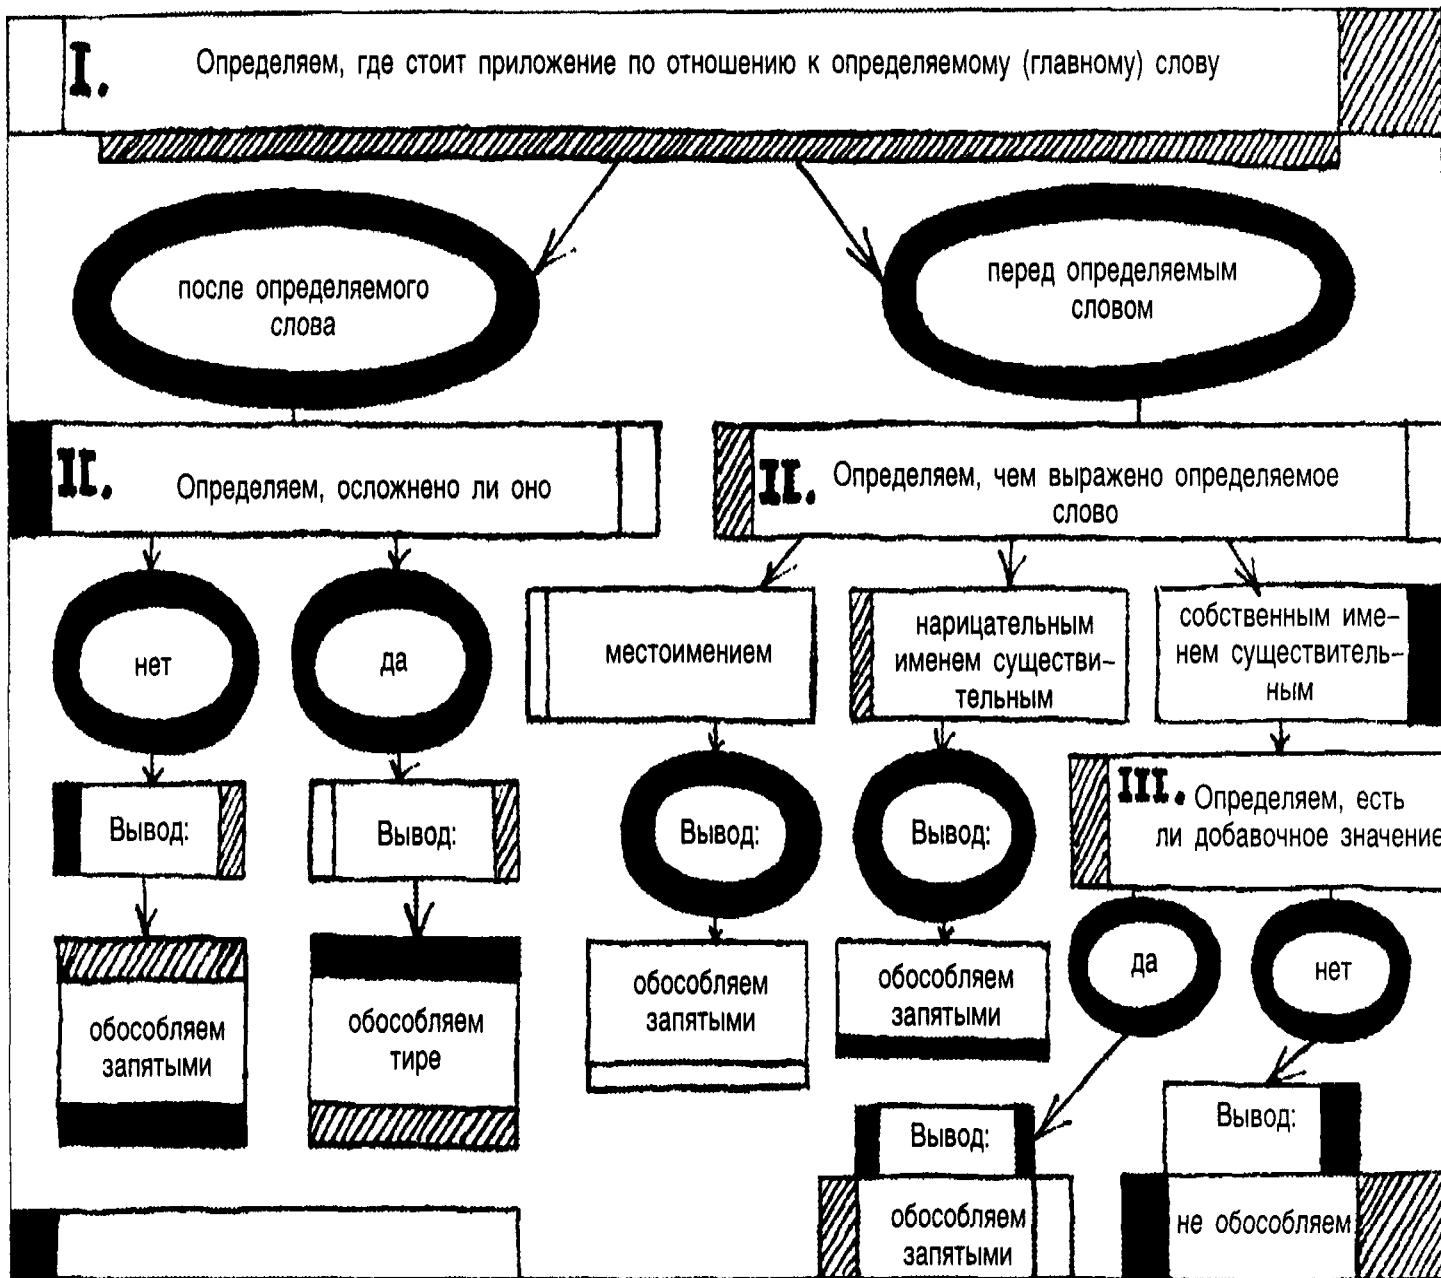 I. Определяем, где стоит приложение по отношению к определяемому (главному) слову
после определяемого
слова
перед определяемым
словом
II. Определяем, осложнено ли оно
II. Определяем, чем выражено определяемое
слово
нет
да
местоимением
нарицательным
именем существи–
тельным
собственным име–
нем существитель–
ным
Вывод:
Вывод:
Вывод:
Вывод:
III. Определяем, есть
ли добавочное значение
обособляем
запятыми
обособляем
тире
обособляем
запятыми
обособляем
запятыми
да
нет
Вывод:
обособляем
запятыми
Вывод:
не обособляем